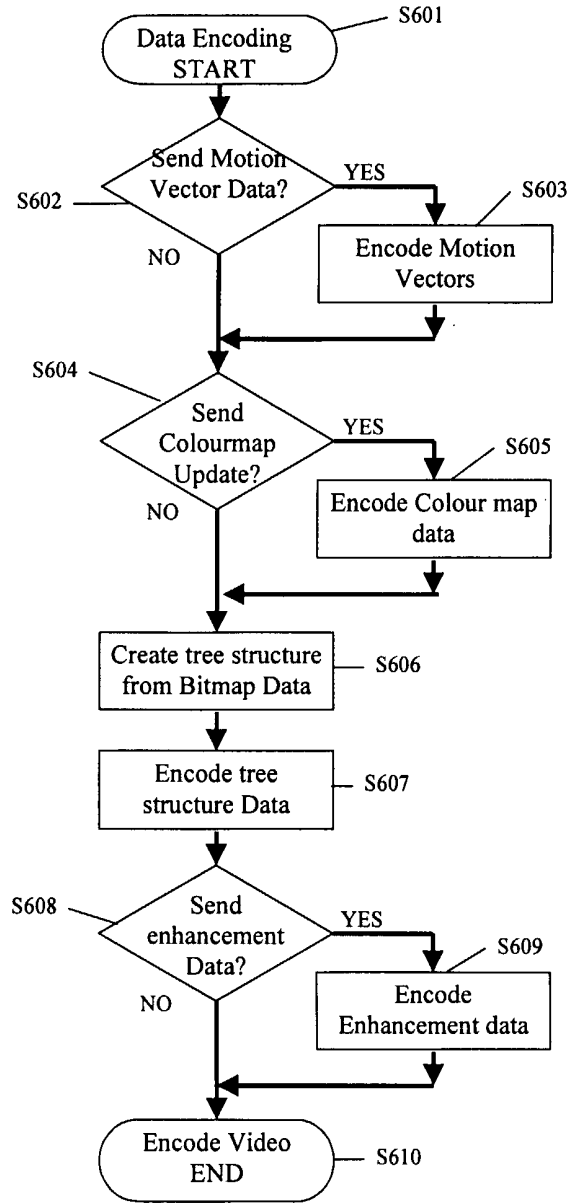 Data Encoding
START
S601
Send Motion
Vector Data?
YES
S602
S603
NO
Encode Motion
Vectors
S604
Send
Colourmap
Update?
YES
S605
NO
Encode Colour map
data
Create tree structure
from Bitmap Data
S606
Encode tree
structure Data
S607
S608
Send
enhancement
Data?
YES
S609
NO
Encode
Enhancement data
Encode Video
END
S610